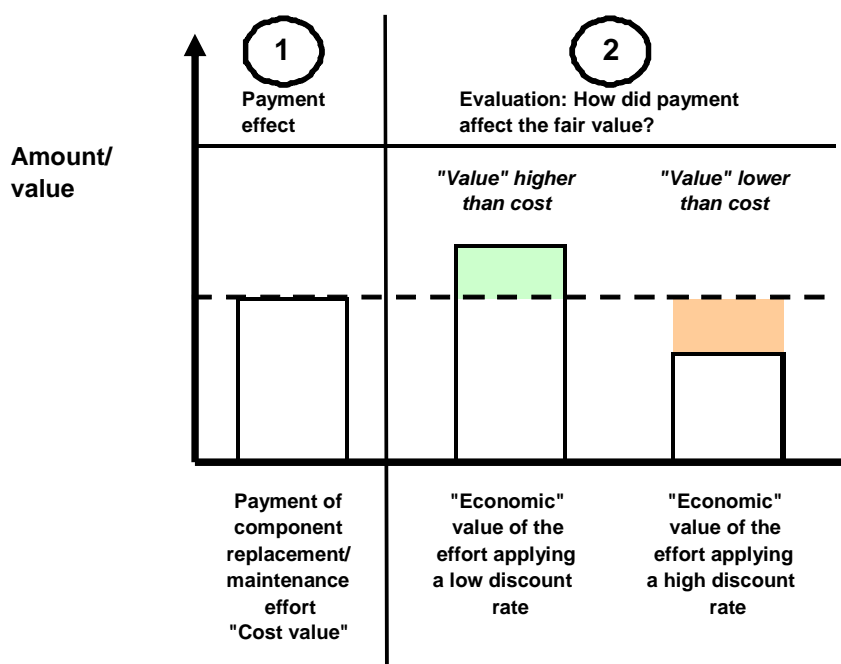 1
2
Payment
effect
Evaluation: How did payment
affect the fair value?
Amount/
value
"Value" higher
than cost
"Value" lower
than cost
Payment of
component
replacement/
maintenance
effort
"Cost value"
"Economic"
value of the
effort applying
a low discount
rate
"Economic"
value of the
effort applying
a high discount
rate